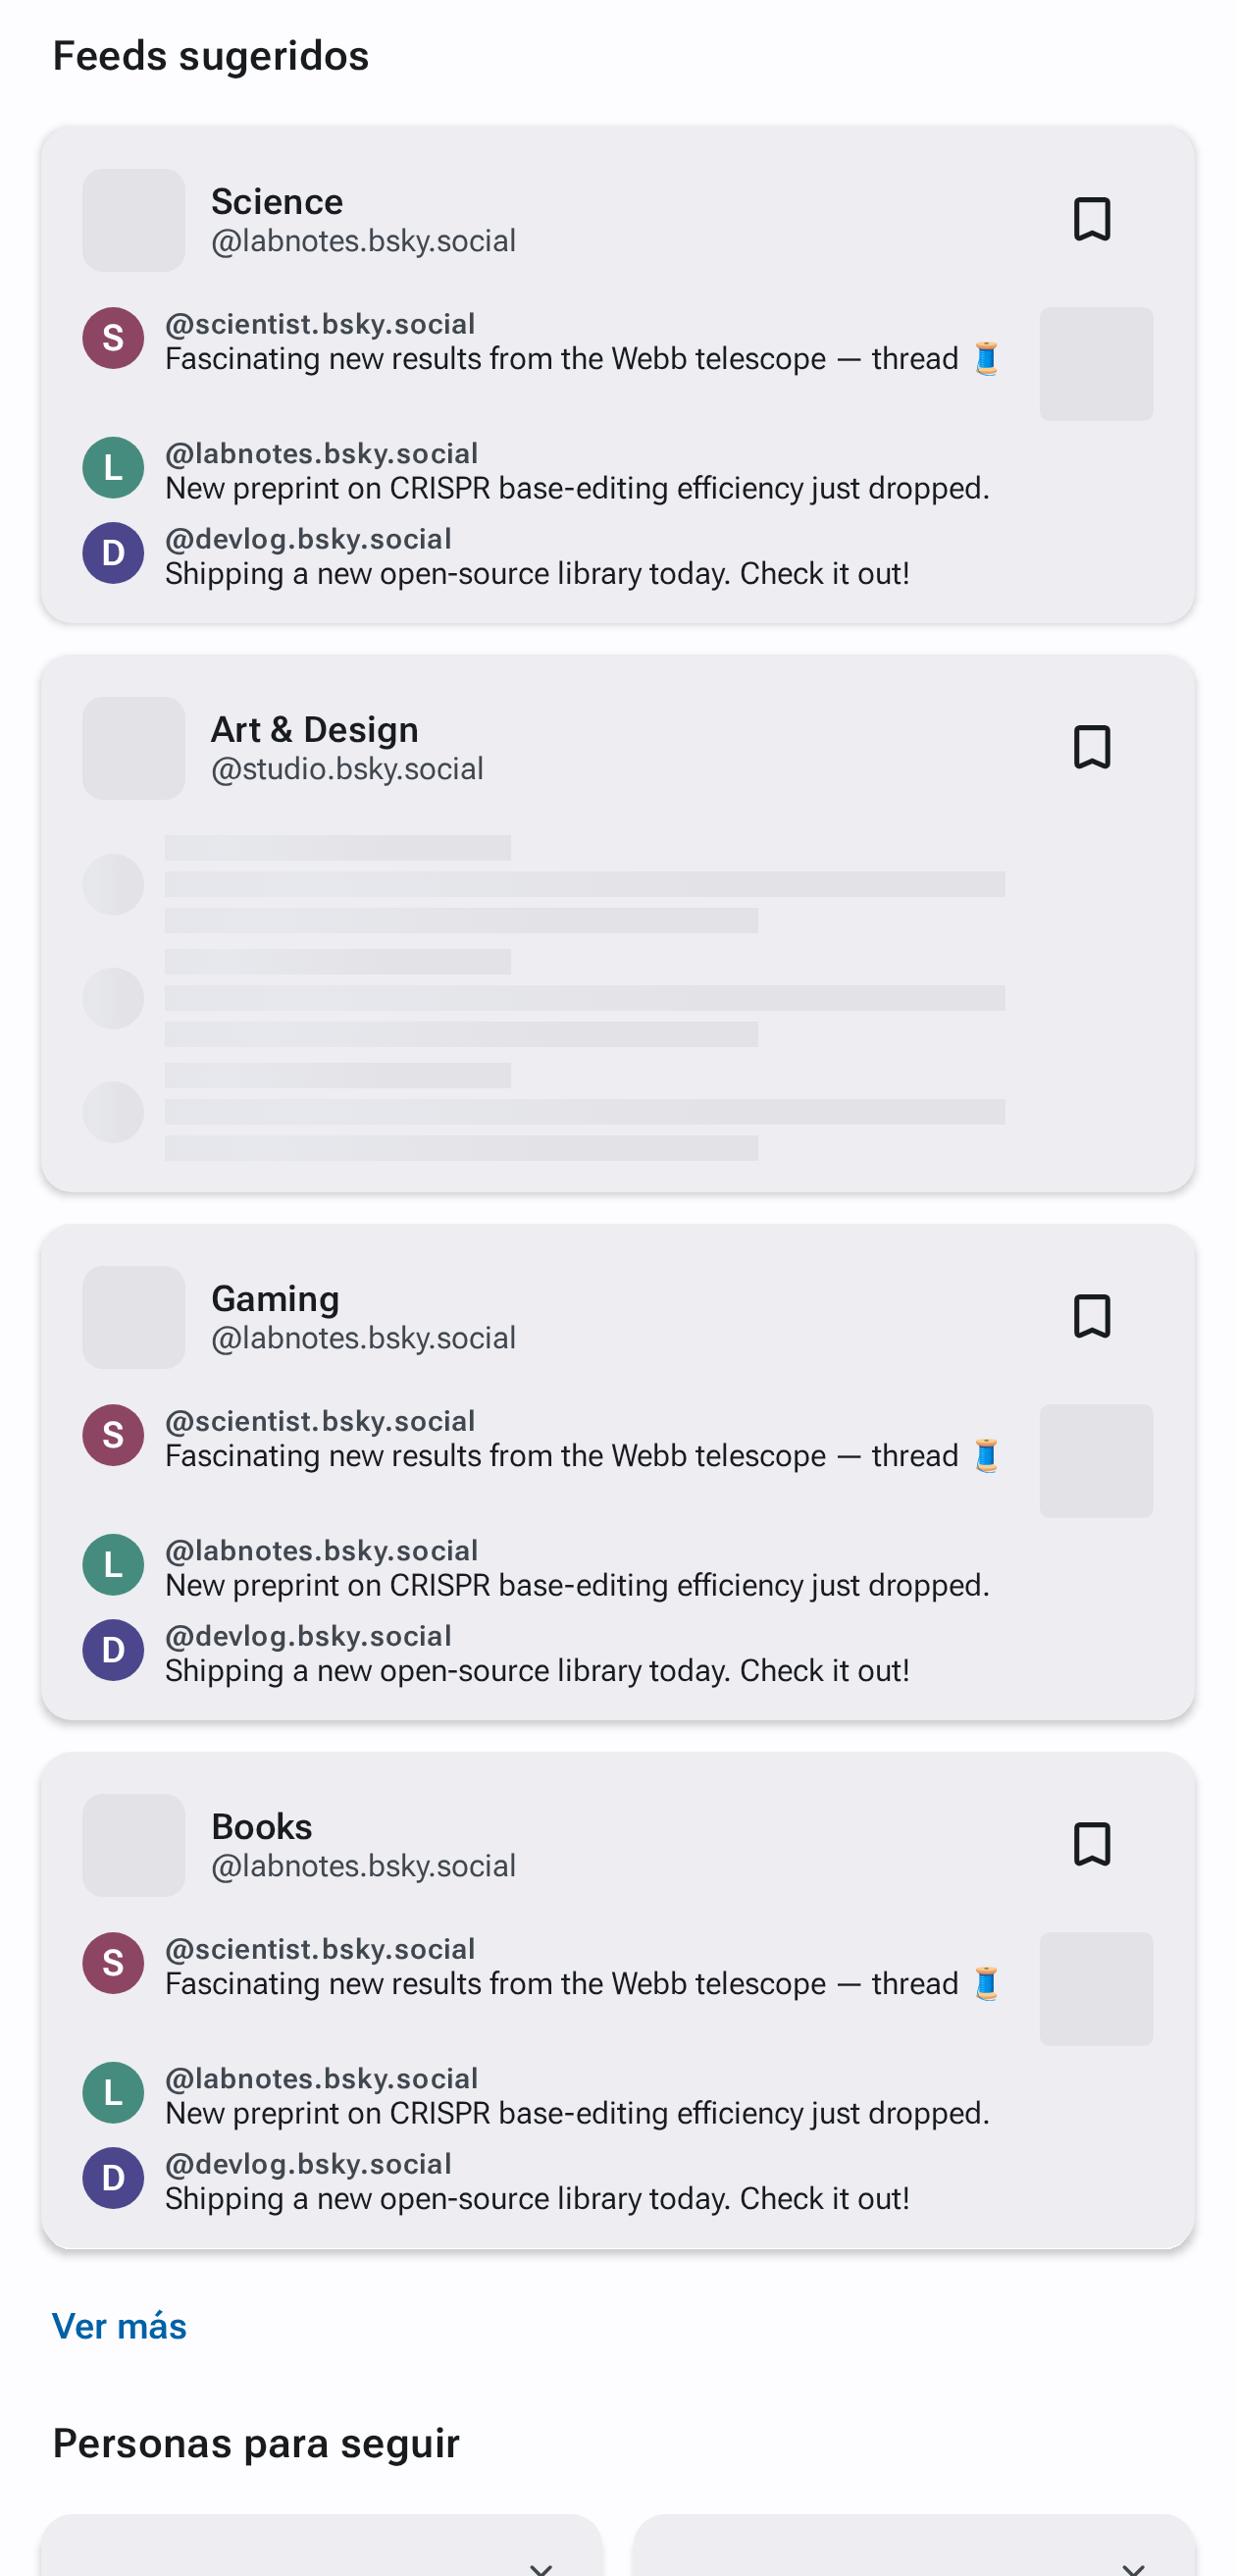 Feeds sugeridos
Science
@labnotes.bsky.social
S
@scientist.bsky.social
Fascinating new results from the Webb telescope — thread 🧵
L
@labnotes.bsky.social
New preprint on CRISPR base-editing efficiency just dropped.
D
@devlog.bsky.social
Shipping a new open-source library today. Check it out!
Art & Design
@studio.bsky.social
Gaming
@labnotes.bsky.social
S
@scientist.bsky.social
Fascinating new results from the Webb telescope — thread 🧵
L
@labnotes.bsky.social
New preprint on CRISPR base-editing efficiency just dropped.
D
@devlog.bsky.social
Shipping a new open-source library today. Check it out!
Books
@labnotes.bsky.social
S
@scientist.bsky.social
Fascinating new results from the Webb telescope — thread 🧵
L
@labnotes.bsky.social
New preprint on CRISPR base-editing efficiency just dropped.
D
@devlog.bsky.social
Shipping a new open-source library today. Check it out!
Ver más
Personas para seguir